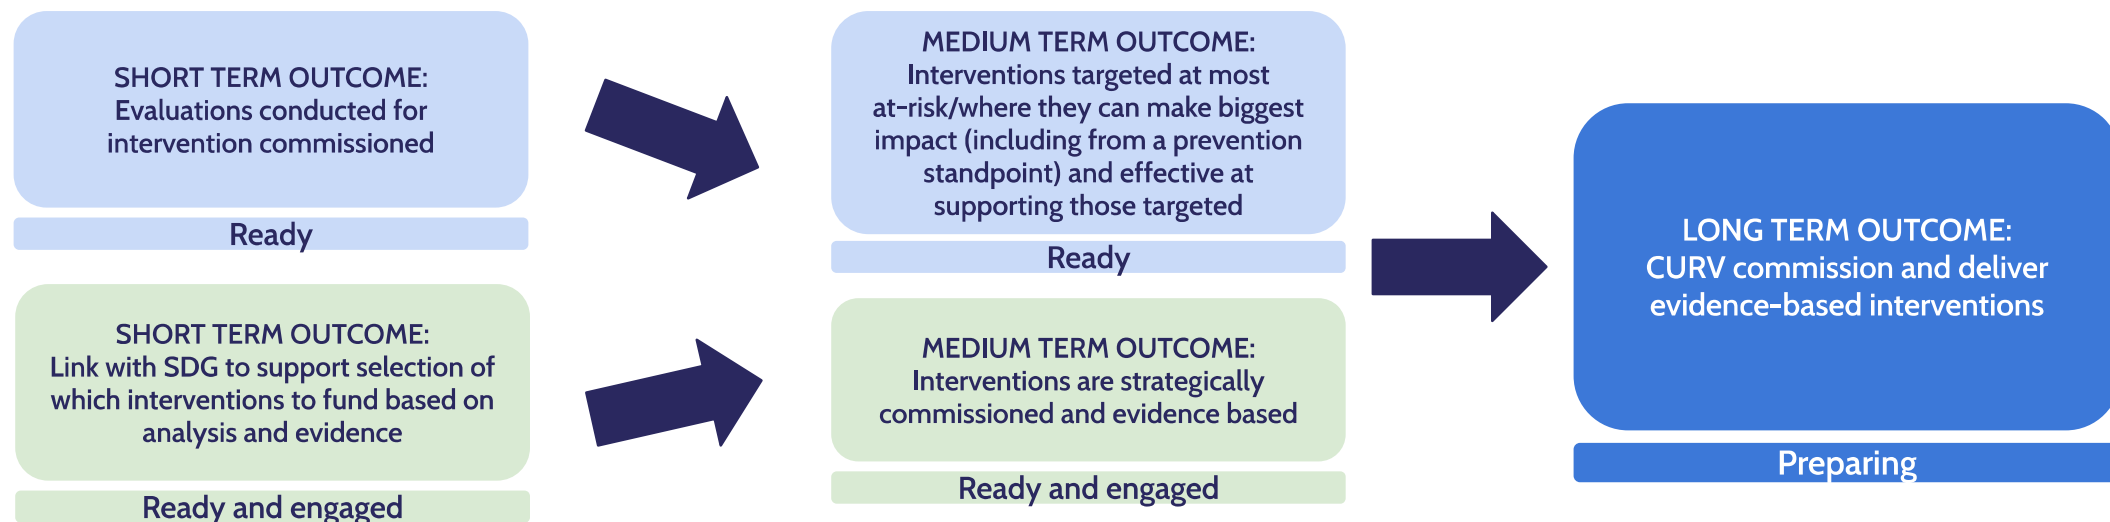 SHORT TERM OUTCOME:
Evaluations conducted for
intervention commissioned
Ready
SHORT TERM OUTCOME:
Link with SDG to support selection of
which interventions to fund based on
analysis and evidence
Ready and engaged
MEDIUM TERM OUTCOME:
Interventions targeted at most
at-risk/where they can make biggest
impact (including from a prevention
standpoint) and effective at
supporting those targeted
Ready
MEDIUM TERM OUTCOME:
Interventions are strategically
commissioned and evidence based
Ready and engaged
LONG TERM OUTCOME:
CURV commission and deliver
evidence-based interventions
Preparing